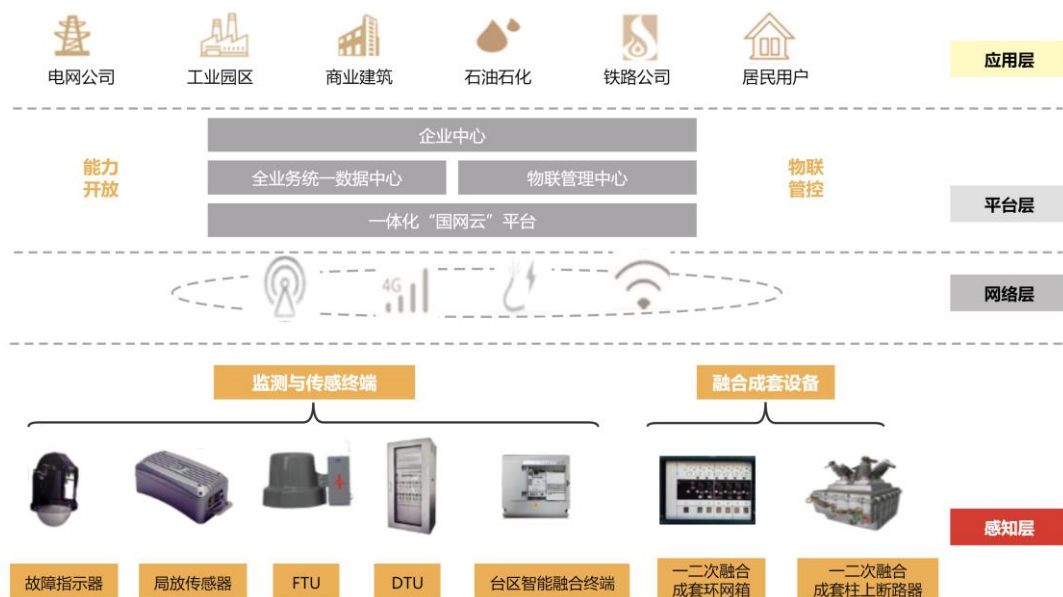 电网公司
工业园区
商业建筑
石油石化
铁路公司
居民用户
应用层
企业中心
能力
开放
全业务统一数据中心
物联管理中心
物联
管控
一体化“国网云”平台
平台层
4G
网络层
监测与传感终端
融合成套设备
感知层
故障指示器
局放传感器
FTU
DTU
台区智能融合终端
一二次融合
成套环网箱
一二次融合
成套柱上断路器